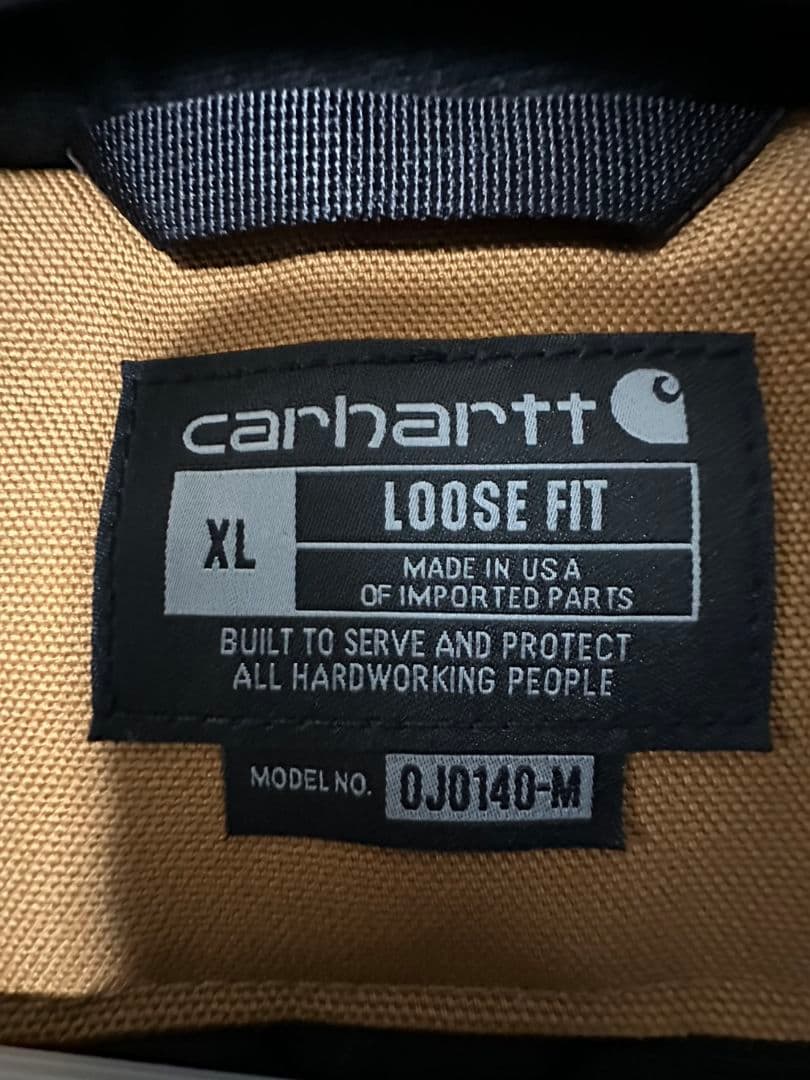 carhartt
XL
LOOSE FIT
MADE IN USA
OF IMPORTED PARTS
BUILT TO SERVE AND PROTECT
ALL HARDWORKING PEOPLE
MODEL NO. 0J0140-M